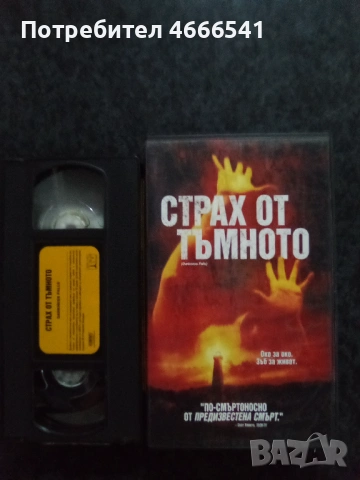 Потребител 4666541
СТРАХ ОТ
ТЪМНОТО
(Darkness Falls)
Око за око.
Зъб за живот.
"ПО-СМЪРТОНОСНО
ОТ ПРЕДИЗВЕСТЕНА СМЪРТ."
СТРАХ ОТ ТЪМНОТО
BAZAR